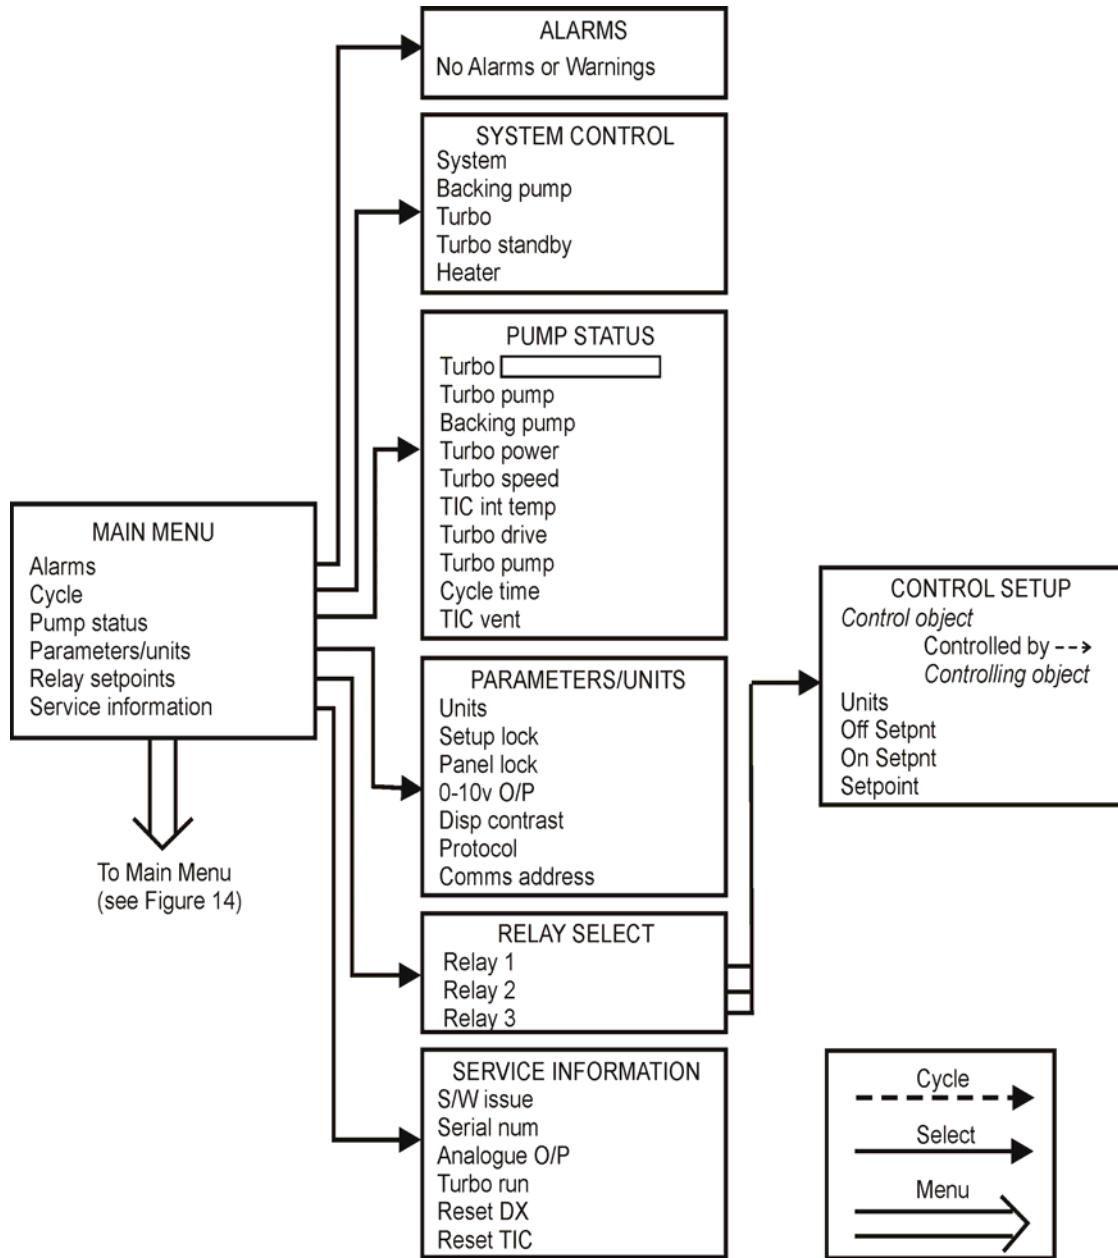 ALARMS
No Alarms or Warnings
SYSTEM CONTROL
System
Backing pump
Turbo
Turbo standby
Heater
PUMP STATUS
Turbo
Turbo pump
Backing pump
Turbo power
Turbo speed
TIC int temp
Turbo drive
Turbo pump
Cycle time
TIC vent
MAIN MENU
Alarms
Cycle
Pump status
Parameters/units
Relay setpoints
Service information
To Main Menu
(see Figure 14)
PARAMETERS/UNITS
Units
Setup lock
Panel lock
0-10v O/P
Disp contrast
Protocol
Comms address
RELAY SELECT
Relay 1
Relay 2
Relay 3
CONTROL SETUP
Control object
Controlled by
Controlling object
Units
Off Setpnt
On Setpnt
Setpoint
SERVICE INFORMATION
S/W issue
Serial num
Analogue O/P
Turbo run
Reset DX
Reset TIC
Cycle
Select
Menu